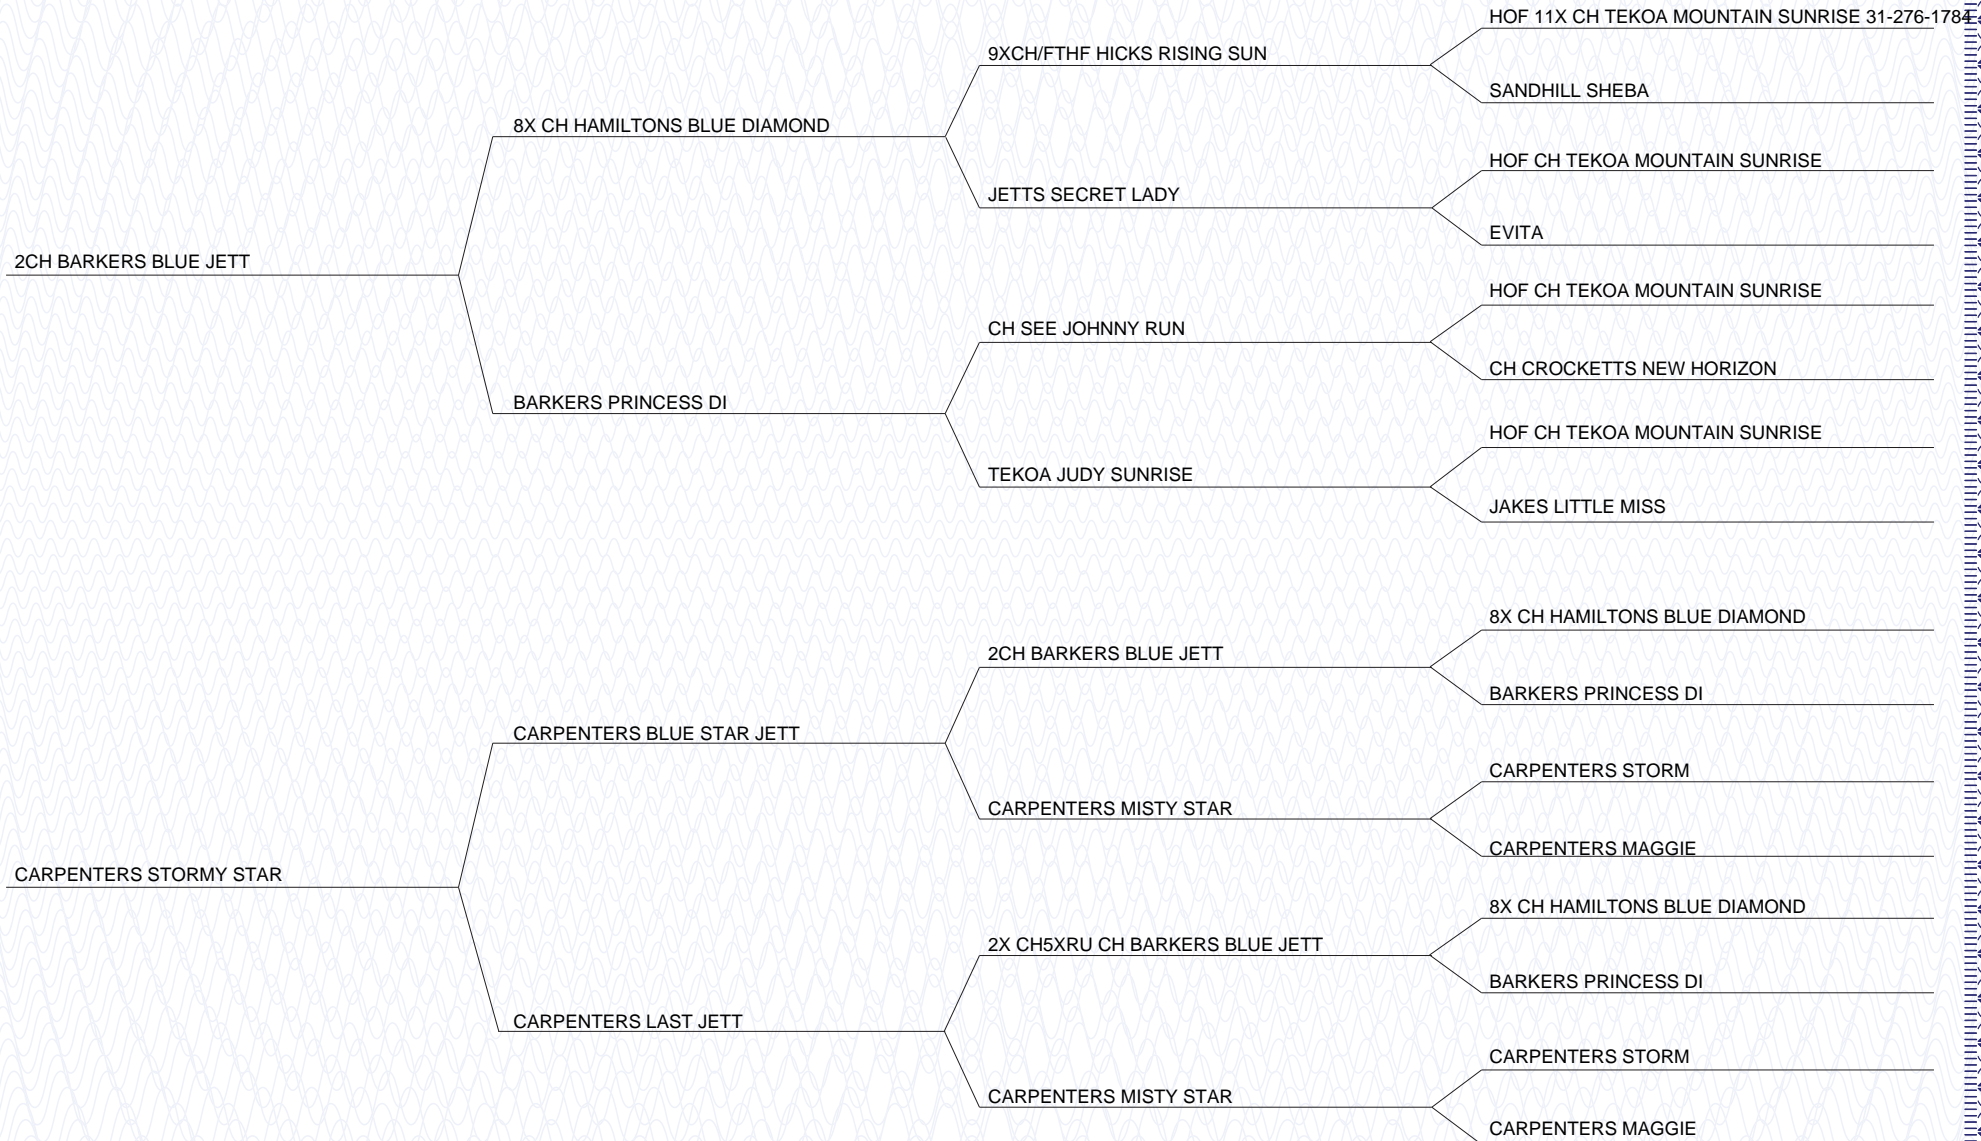 HOF 11X CH TEKOA MOUNTAIN SUNRISE 31-276-1784
9XCH/FTHF HICKS RISING SUN
SANDHILL SHEBA
8X CH HAMILTONS BLUE DIAMOND
HOF CH TEKOA MOUNTAIN SUNRISE
JETTS SECRET LADY
EVITA
2CH BARKERS BLUE JETT
HOF CH TEKOA MOUNTAIN SUNRISE
CH SEE JOHNNY RUN
CH CROCKETTS NEW HORIZON
BARKERS PRINCESS DI
HOF CH TEKOA MOUNTAIN SUNRISE
TEKOA JUDY SUNRISE
JAKES LITTLE MISS
8X CH HAMILTONS BLUE DIAMOND
2CH BARKERS BLUE JETT
BARKERS PRINCESS DI
CARPENTERS BLUE STAR JETT
CARPENTERS STORM
CARPENTERS MISTY STAR
CARPENTERS MAGGIE
CARPENTERS STORMY STAR
8X CH HAMILTONS BLUE DIAMOND
2X CH5XRU CH BARKERS BLUE JETT
BARKERS PRINCESS DI
CARPENTERS LAST JETT
CARPENTERS STORM
CARPENTERS MISTY STAR
CARPENTERS MAGGIE